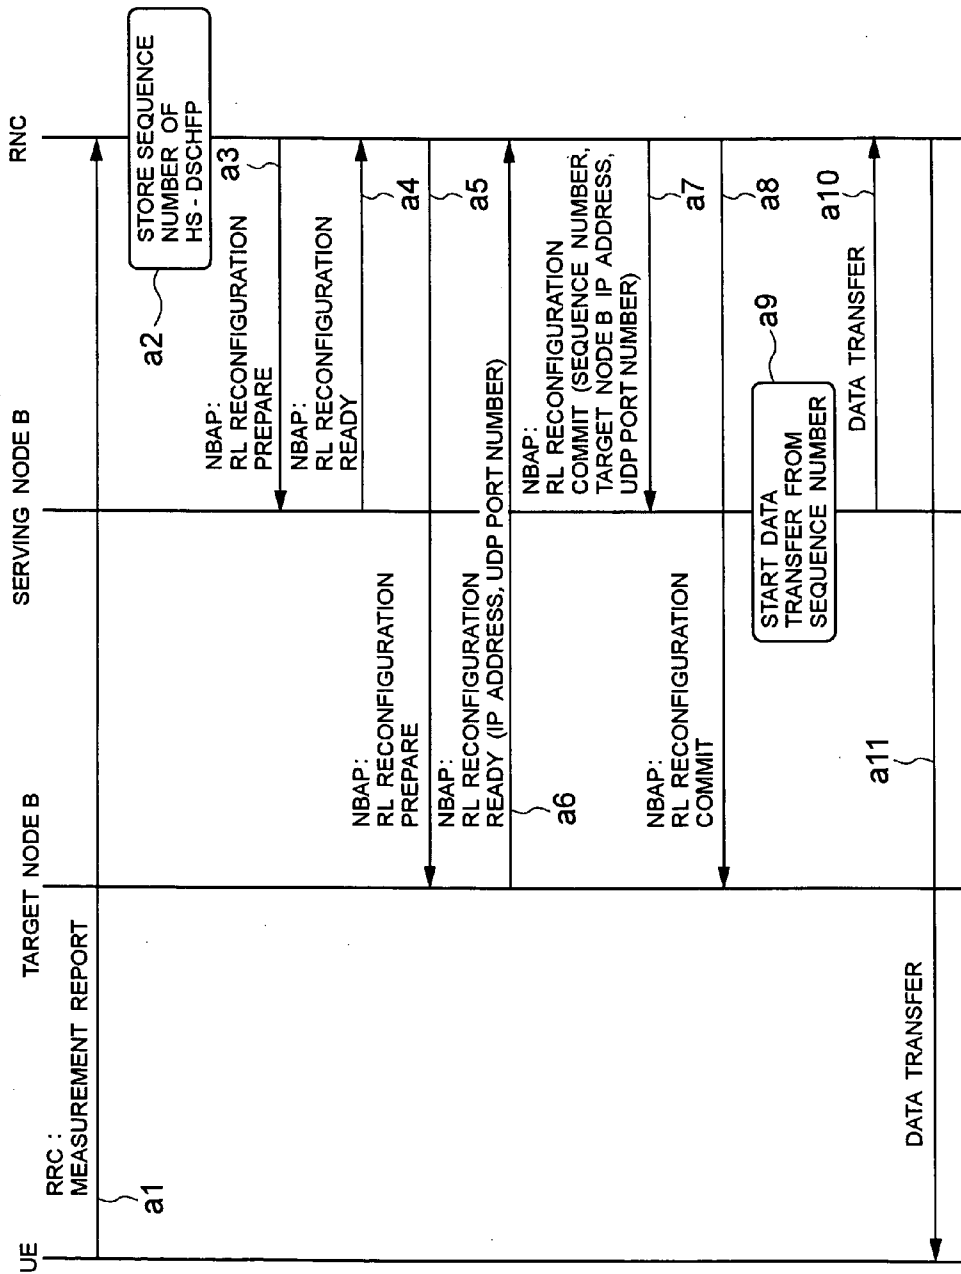 UE
TARGET NODE B
SERVING NODE B
RNC
RRC :
MEASUREMENT REPORT
a1
STORE SEQUENCE
NUMBER OF
HS - DSCHFP
a2
NBAP:
RL RECONFIGURATION
PREPARE
a3
NBAP:
RL RECONFIGURATION
READY
a4
NBAP:
RL RECONFIGURATION
PREPARE
a5
NBAP:
RL RECONFIGURATION
READY (IP ADDRESS, UDP PORT NUMBER)
a6
NBAP:
RL RECONFIGURATION
COMMIT (SEQUENCE NUMBER,
TARGET NODE B IP ADDRESS,
UDP PORT NUMBER)
a7
NBAP:
RL RECONFIGURATION
COMMIT
a8
START DATA
TRANSFER FROM
SEQUENCE NUMBER
a9
DATA TRANSFER
a10
DATA TRANSFER
a11